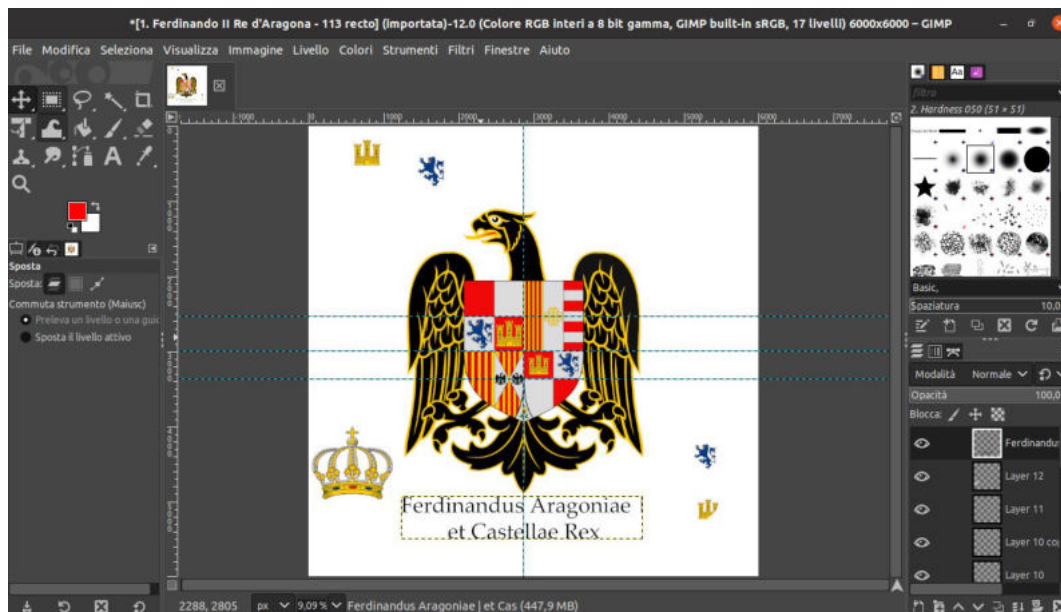 *[1. Ferdinando II Re d'Aragona - 113 recto] (importata)-12.0 (Colore RGB interi a 8 bit gamma, GIMP built-in sRGB, 17 livelli) 6000x6000 – GIMP
File Modifica Seleziona Visualizza Immagine Livello Colori Strumenti Filtri Finestre Aiuto
filtro
2. Hardness 050 (51 × 51)
Sposta
Sposta:
Commuta strumento (Maiusc)
Preleva un livello o una guid
Sposta il livello attivo
Basic,
Spaziatura 10,0
Modalità Normale
Opacità 100,0
Blocca:
Ferdinandu
Layer 12
Layer 11
Layer 10 co
Layer 10
Ferdinandus Aragoniae
et Castellae Rex
2288, 2805 px 9,09 % Ferdinandus Aragoniae | et Cas (447,9 MB)